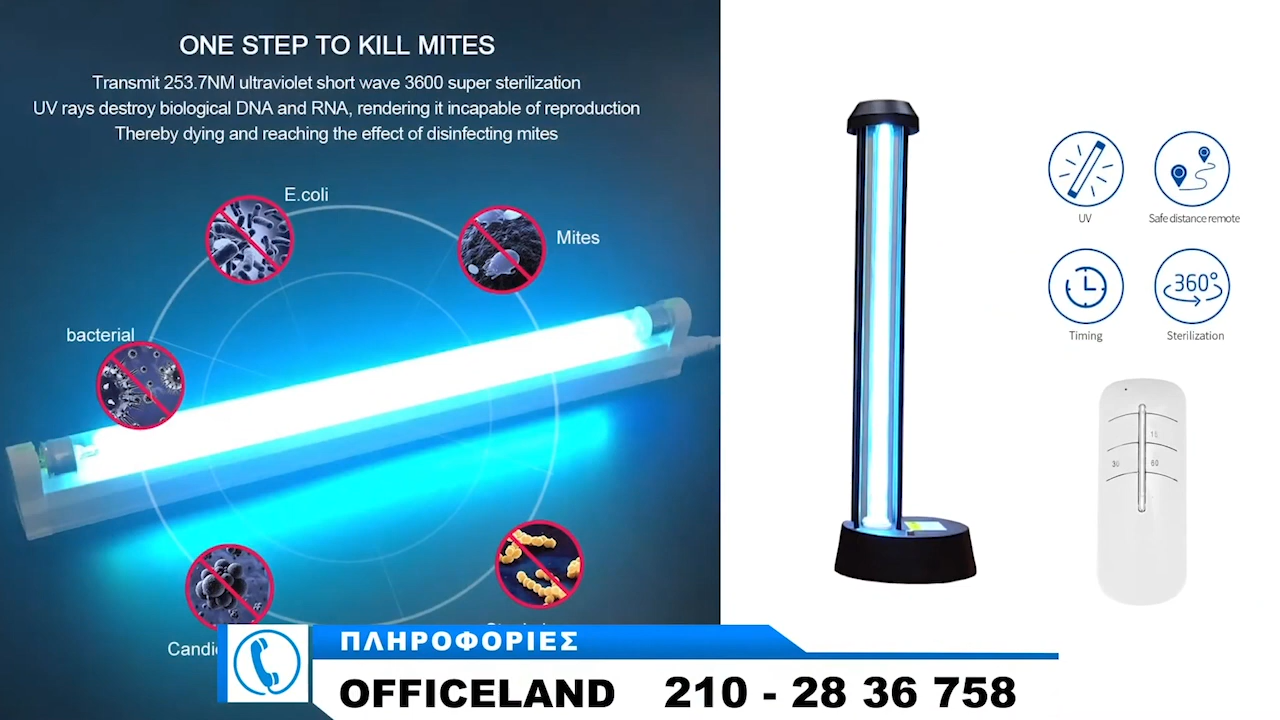 ONE STEP TO KILL MITES
Transmit 253.7NM ultraviolet short wave 3600 super sterilization
UV rays destroy biological DNA and RNA, rendering it incapable of reproduction
Thereby dying and reaching the effect of disinfecting mites
E.coli
Mites
bacterial
UV
Safe distance remote
360°
Timing
Sterilization
15
30
60
ΠΛΗΡΟΦΟΡΙΕΣ
OFFICELAND 210 - 28 36 758